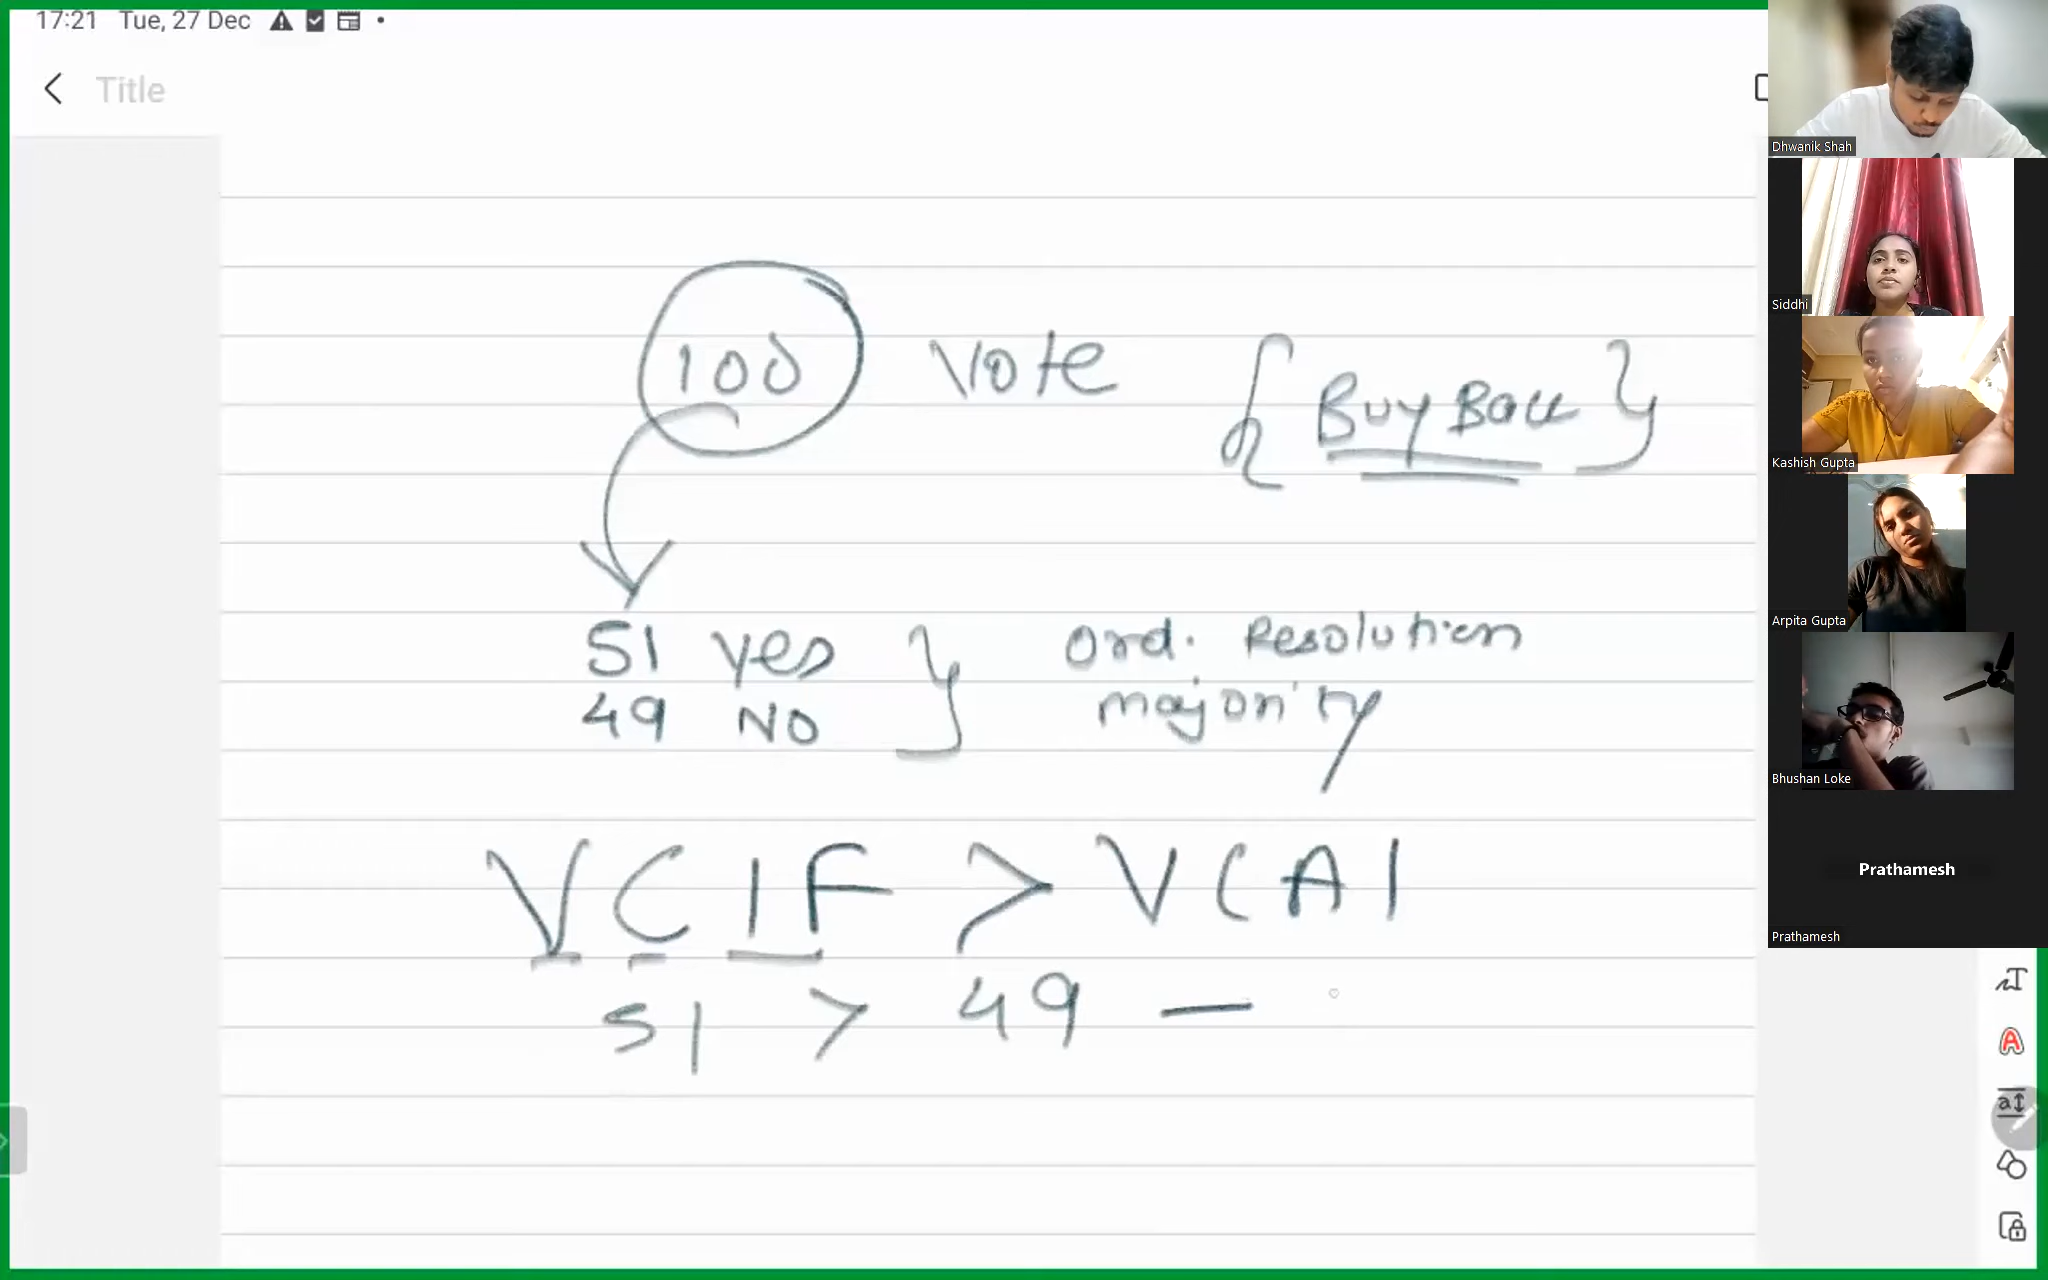 17:21 Tue, 27 Dec
Title
100 Vote { Buy Back }
51 yes } Ord. Resolution
49 NO majority
VCIF > VCAI
51 > 49 —
Dhwanik Shah
Siddhi
Kashish Gupta
Arpita Gupta
Bhushan Loke
Prathamesh
Prathamesh